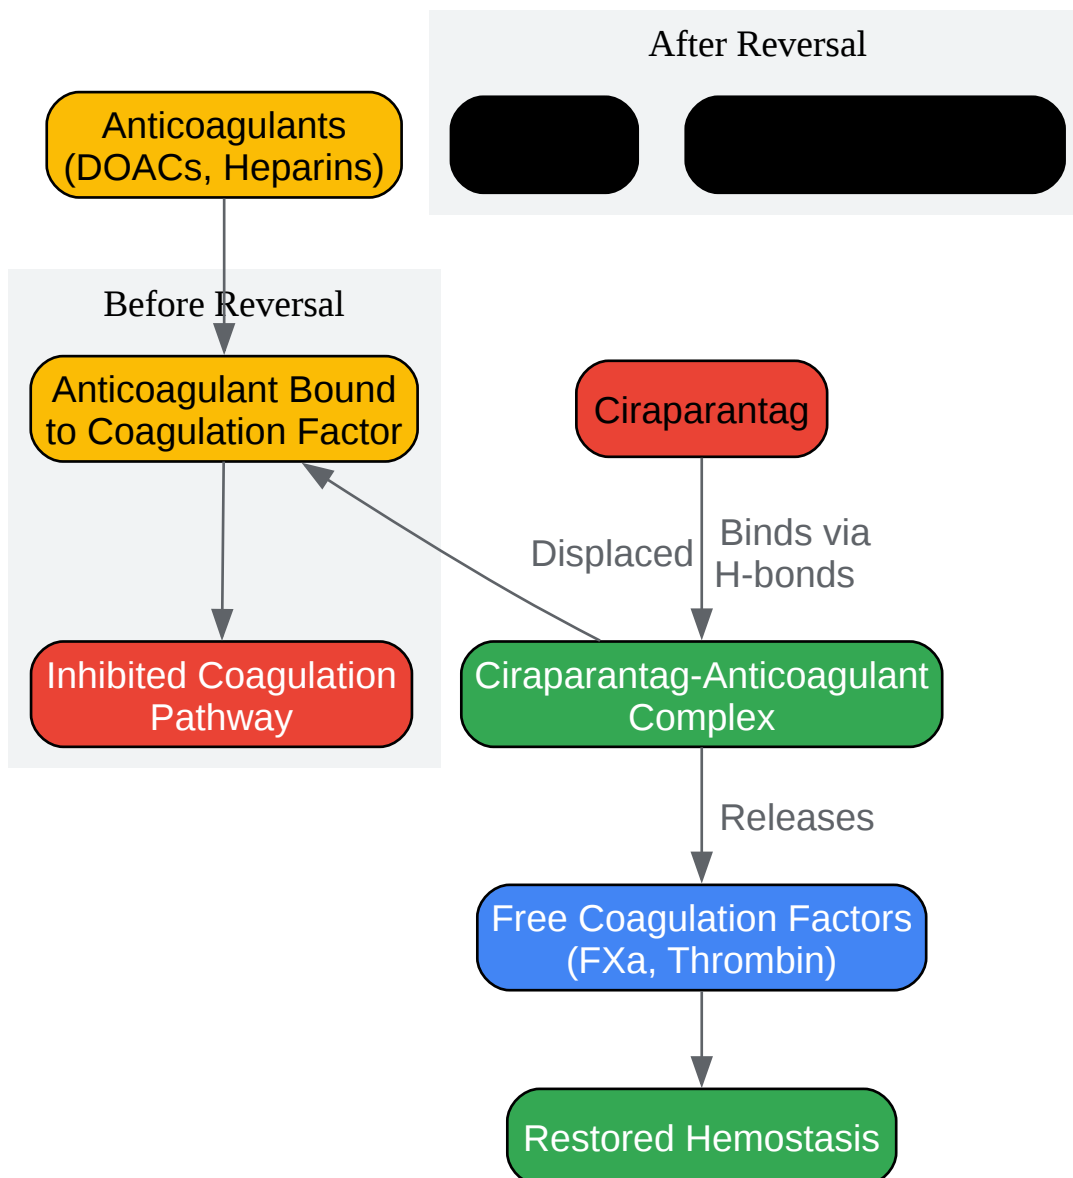 After Reversal
Anticoagulants
(DOACs, Heparins)
Before Reversal
Anticoagulant Bound
to Coagulation Factor
Ciraparantag
Displaced
Binds via
H-bonds
Inhibited Coagulation
Pathway
Ciraparantag-Anticoagulant
Complex
Releases
Free Coagulation Factors
(FXa, Thrombin)
Restored Hemostasis